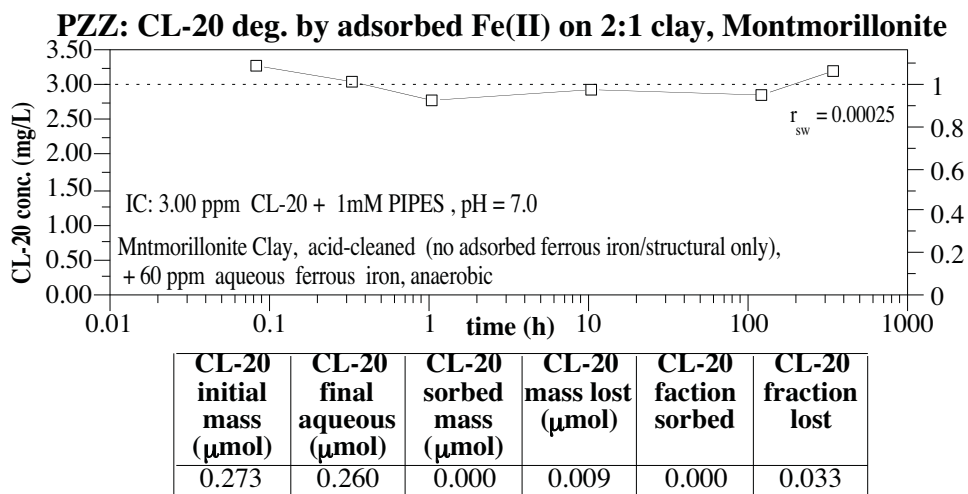 PZZ: CL-20 deg. by adsorbed Fe(II) on 2:1 clay, Montmorillonite
3.50
3.00
2.50
2.00
1.50
1.00
0.50
0.00
CL-20 conc. (mg/L)
1
0.8
0.6
0.4
0.2
0
r_sw = 0.00025
IC: 3.00 ppm CL-20 + 1mM PIPES , pH = 7.0
Mntmorillonite Clay, acid-cleaned (no adsorbed ferrous iron/structural only),
+ 60 ppm aqueous ferrous iron, anaerobic
0.01 0.1 1 10 100 1000
time (h)
CL-20 CL-20 CL-20 CL-20 CL-20 CL-20
initial final sorbed mass lost faction fraction
mass aqueous mass (μmol) sorbed lost
(μmol) (μmol) (μmol)
0.273 0.260 0.000 0.009 0.000 0.033